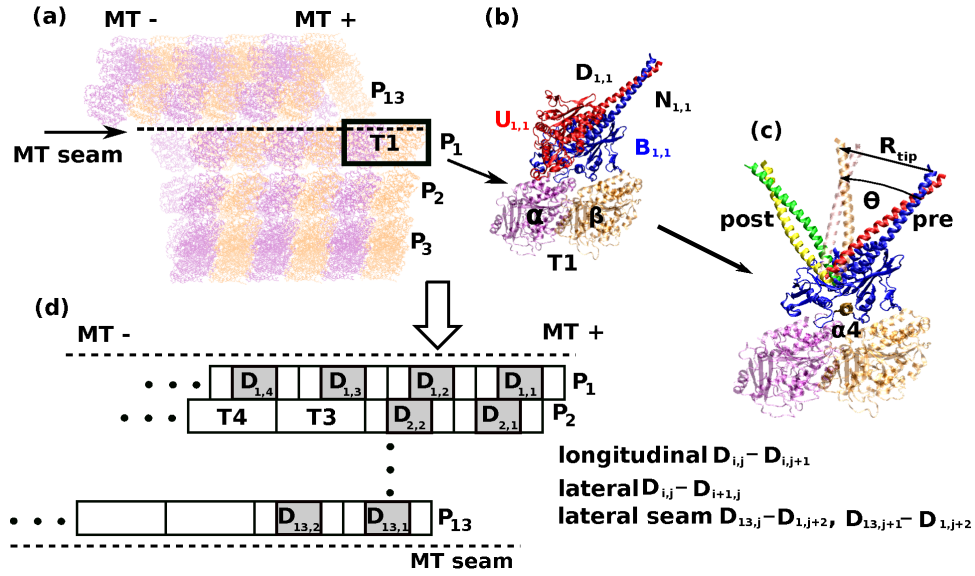 (a)
MT -
MT +
P13
MT seam
T1
P1
P2
P3
(b)
D1,1
N1,1
U1,1
B1,1
α
β
T1
(c)
Rtip
θ
post
pre
α4
(d)
MT -
MT +
D1,4 D1,3 D1,2 D1,1 P1
T4 T3 D2,2 D2,1 P2
D13,2 D13,1 P13
MT seam
longitudinal Di,j – Di,j+1
lateral Di,j – Di+1,j
lateral seam D13,j – D1,j+2, D13,j+1 – D1,j+2